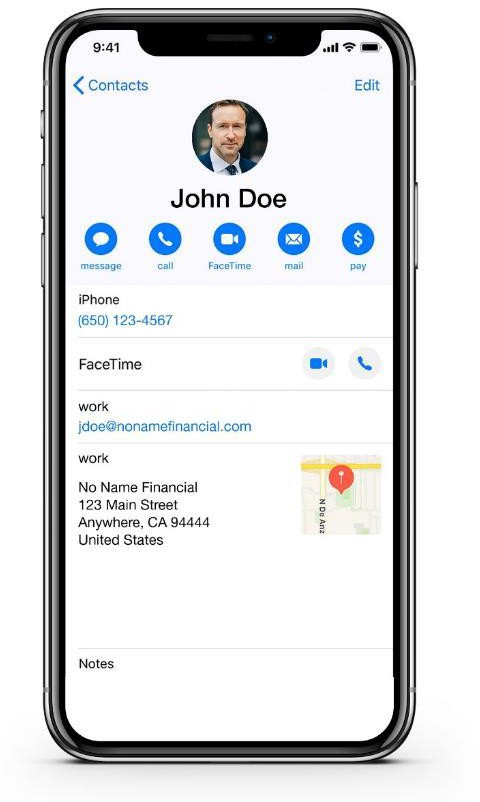 9:41
Contacts
Edit
John Doe
message
call
FaceTime
mail
pay
iPhone
(650) 123-4567
FaceTime
work
jdoe@nonamefinancial.com
work
No Name Financial
123 Main Street
Anywhere, CA 94444
United States
N De Anz
Notes